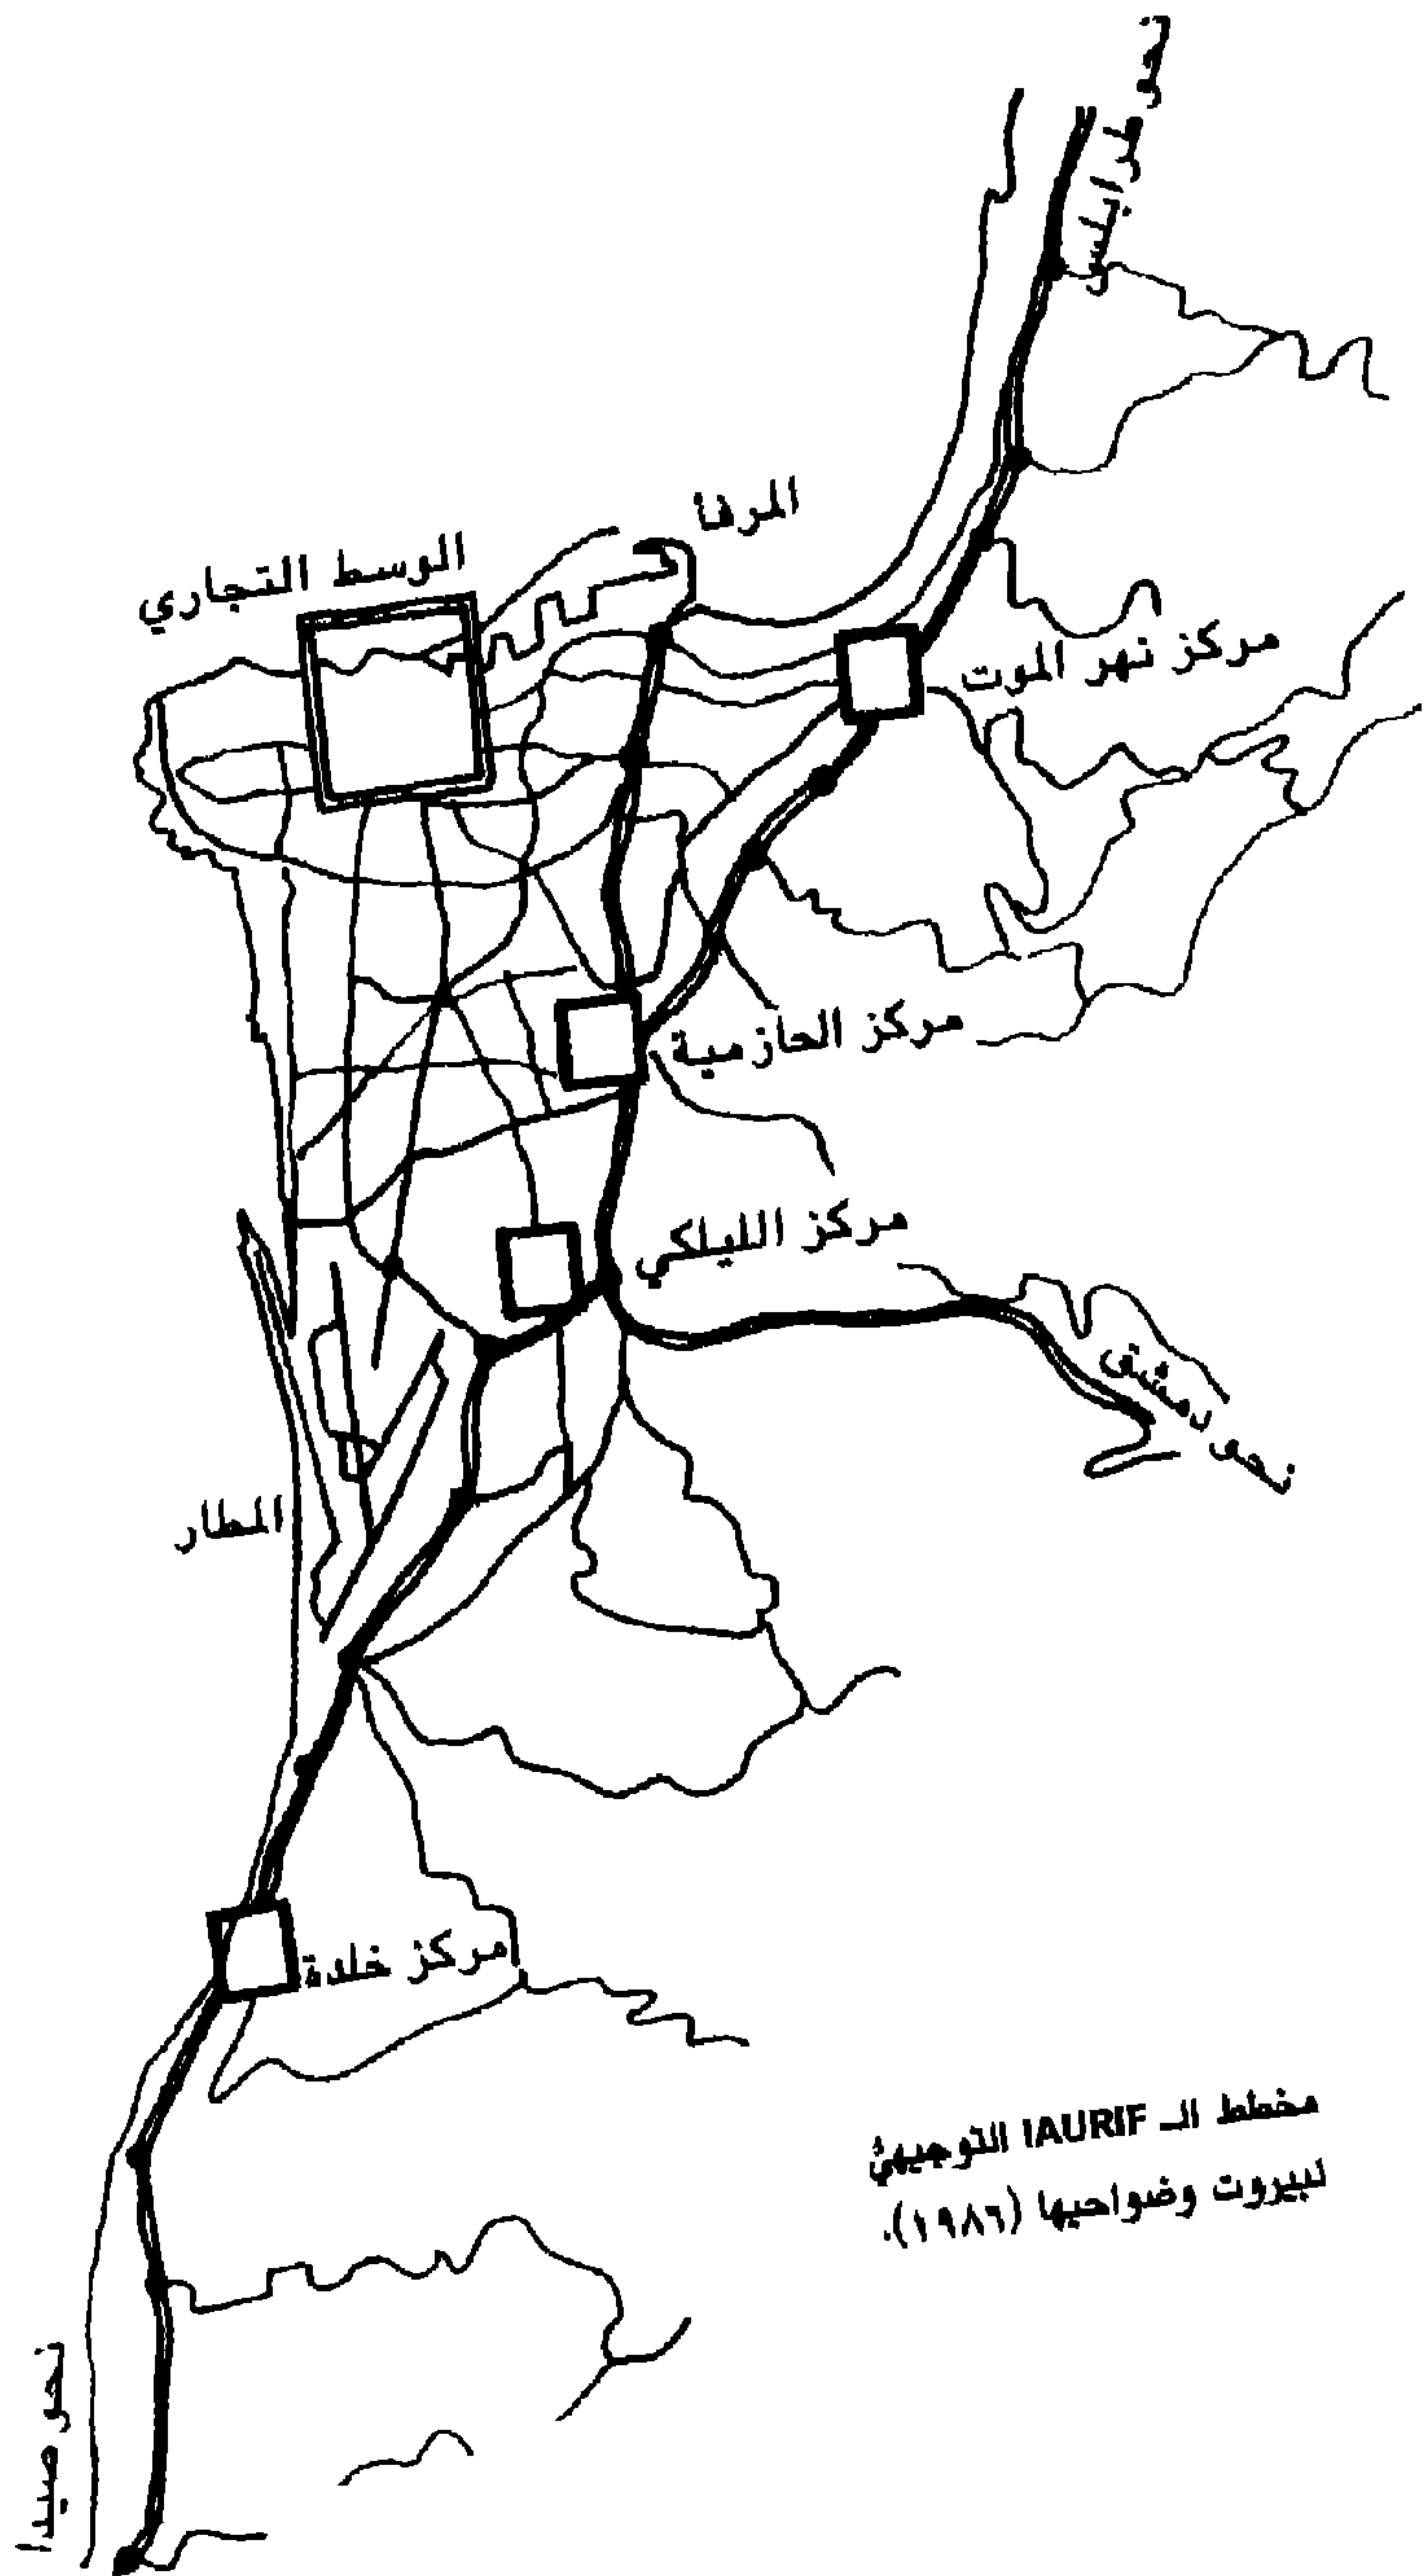 نحو طرابلس
المرفأ
الوسط التجاري
مركز نهر الموت
مركز الحازمية
مركز الليلكي
نحو دمشق
المطار
مركز خلدة
مخطط الـ IAURIF التوجيهي
لبيروت وضواحيها (١٩٨٦).
نحو صيدا